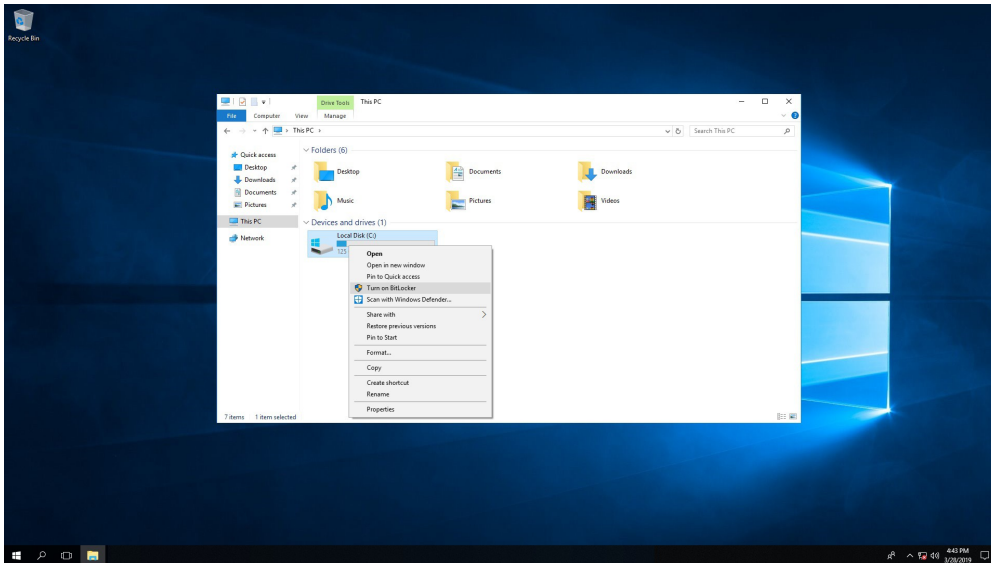 Recycle Bin
Drive Tools This PC
File Computer View Manage
This PC
Search This PC
Quick access
Desktop
Downloads
Documents
Pictures
This PC
Network
Folders (6)
Desktop Documents Downloads
Music Pictures Videos
Devices and drives (1)
Local Disk (C:)
125
Open
Open in new window
Pin to Quick access
Turn on BitLocker
Scan with Windows Defender...
Share with
Restore previous versions
Pin to Start
Format...
Copy
Create shortcut
Rename
Properties
7 items 1 item selected
4:43 PM
3/28/2019